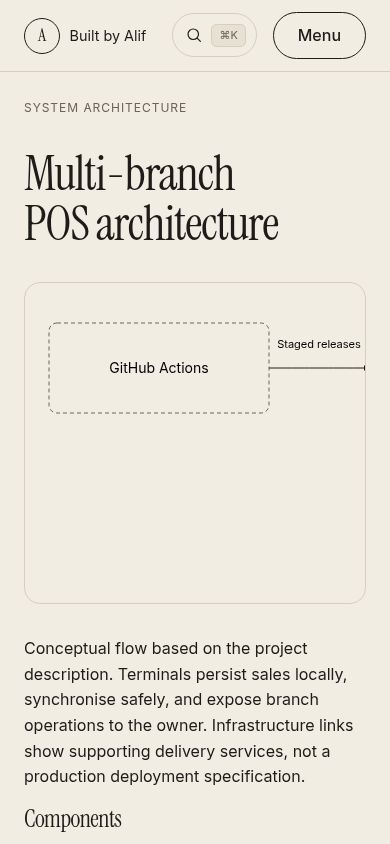 A
Built by Alif
⌘K
Menu
SYSTEM ARCHITECTURE
Multi-branch
POS architecture
Staged releases
GitHub Actions
Conceptual flow based on the project
description. Terminals persist sales locally,
synchronise safely, and expose branch
operations to the owner. Infrastructure links
show supporting delivery services, not a
production deployment specification.
Components